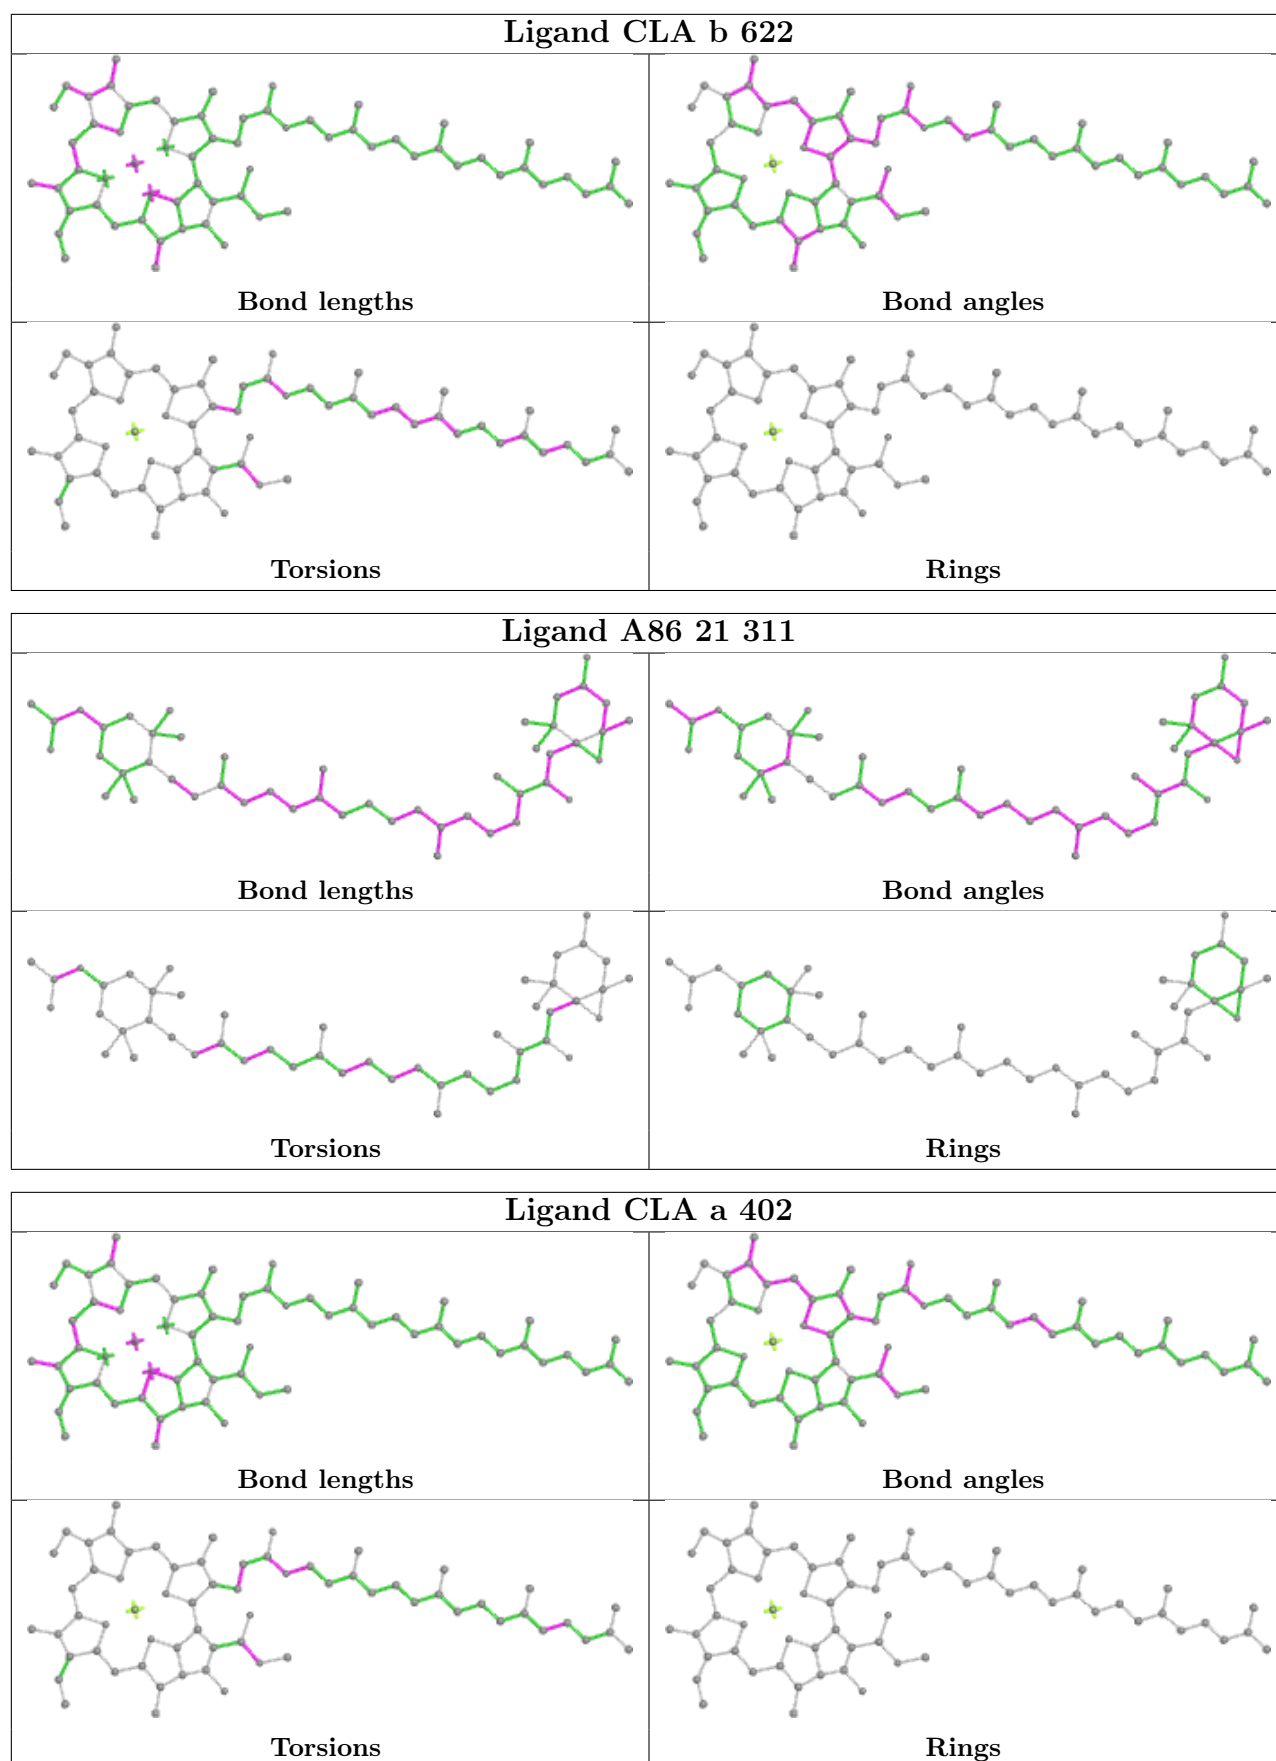 Ligand CLA b 622
Bond lengths
Bond angles
Torsions
Rings
Ligand A86 21 311
Bond lengths
Bond angles
Torsions
Rings
Ligand CLA a 402
Bond lengths
Bond angles
Torsions
Rings